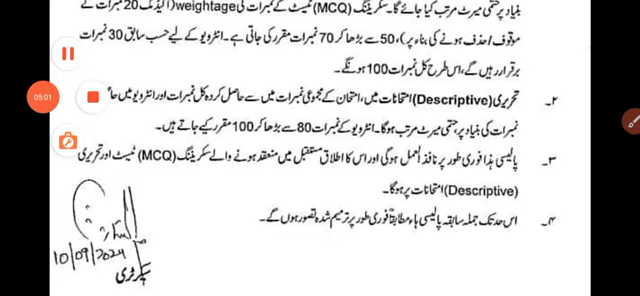 بنیاد پر حتمی میرٹ مرتب کیا جائے گا۔ سکریننگ (MCQ) ٹیسٹ کے نمبرات کی weightage (اکیڈمک 20 نمبرات کے
موقوف / حذف ہونے کی بناء پر)، 50 سے بڑھا کر 70 نمبرات مقرر کی جاتی ہے۔ انٹرویو کے لیے حسب سابق 30 نمبرات
برقرار رہیں گے، اس طرح کل نمبرات 100 ہونگے۔
۲۔ تحریری (Descriptive) امتحانات میں، امتحان کے مجموعی نمبرات میں سے حاصل کردہ کل نمبرات اور انٹرویو میں
نمبرات کی بنیاد پر حتمی میرٹ مرتب ہوگا۔ انٹرویو کے نمبرات 80 سے بڑھا کر 100 مقرر کیے جاتے ہیں۔
۳۔ پالیسی ہذا فوری طور پر نافذ العمل ہوگی اور اس کا اطلاق مستقبل میں منعقد ہونے والے سکریننگ (MCQ) ٹیسٹ اور تحریری
(Descriptive) امتحانات پر ہوگا۔
۴۔ اس حد تک جملہ سابقہ پالیسی ہاء مطابقاً فوری طور پر ترمیم شدہ تصور ہوں گے۔
10/09/2024
سیکرٹری
05:01